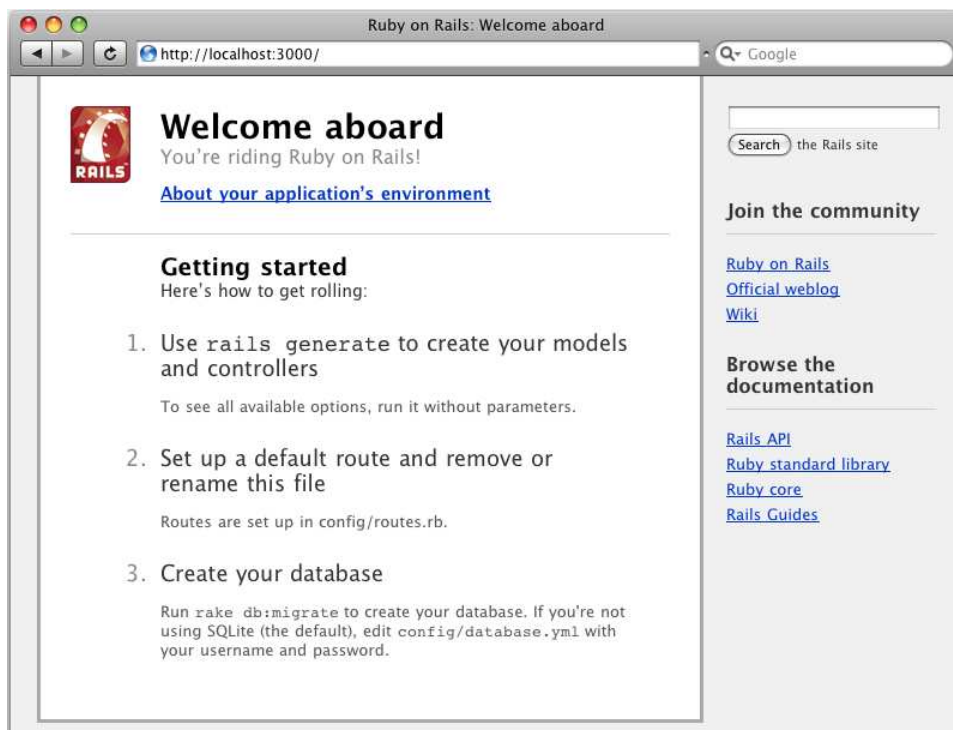 Ruby on Rails: Welcome aboard
http://localhost:3000/
Google
RAILS
Welcome aboard
You're riding Ruby on Rails!
About your application's environment
Getting started
Here's how to get rolling:
1. Use rails generate to create your models
and controllers
To see all available options, run it without parameters.
2. Set up a default route and remove or
rename this file
Routes are set up in config/routes.rb.
3. Create your database
Run rake db:migrate to create your database. If you're not
using SQLite (the default), edit config/database.yml with
your username and password.
Search the Rails site
Join the community
Ruby on Rails
Official weblog
Wiki
Browse the
documentation
Rails API
Ruby standard library
Ruby core
Rails Guides